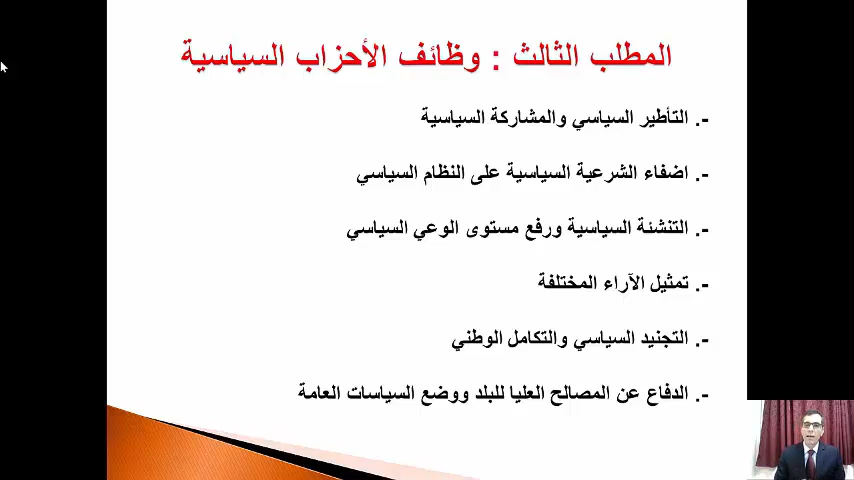 المطلب الثالث : وظائف الأحزاب السياسية
-. التأطير السياسي والمشاركة السياسية
-. اضفاء الشرعية السياسية على النظام السياسي
-. التنشئة السياسية ورفع مستوى الوعي السياسي
-. تمثيل الآراء المختلفة
-. التجنيد السياسي والتكامل الوطني
-. الدفاع عن المصالح العليا للبلد ووضع السياسات العامة